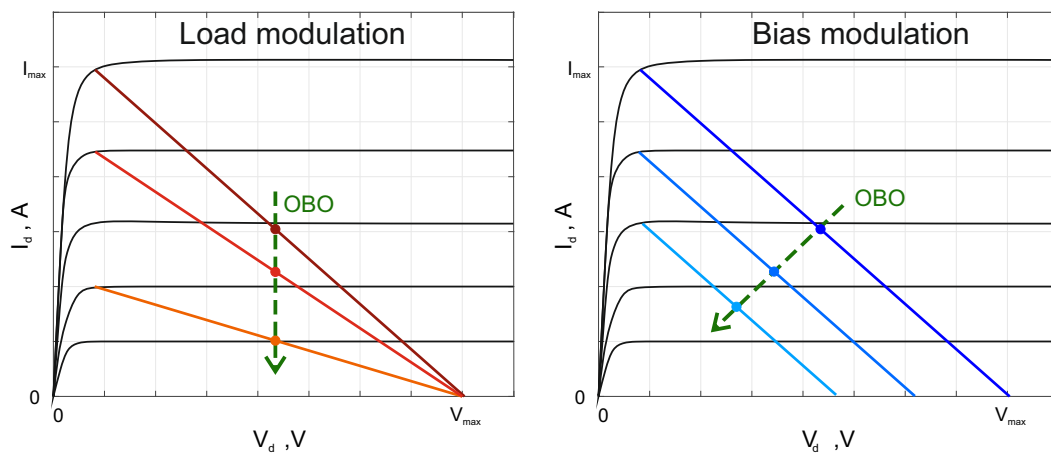 Load modulation
Imax
OBO
Id , A
0
0
Vmax
Vd ,V
Bias modulation
Imax
OBO
Id , A
0
0
Vmax
Vd ,V